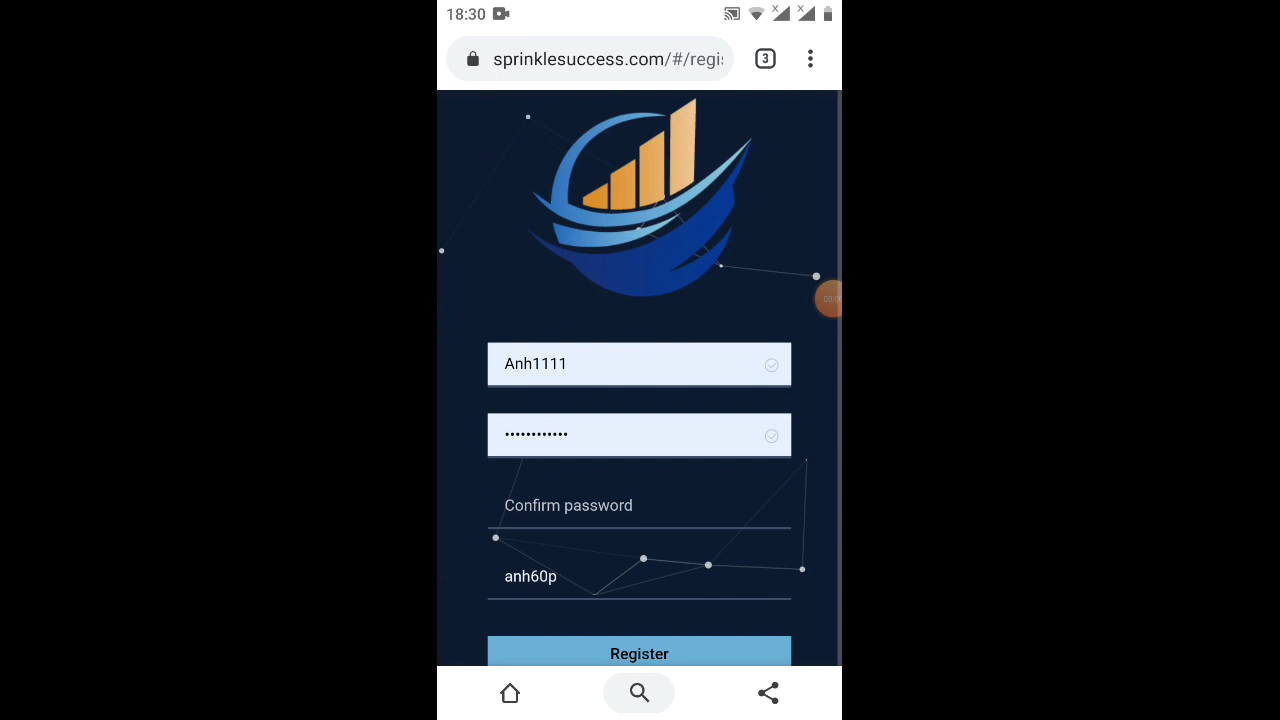 18:30
sprinklesuccess.com/#/regi
3
Anh1111
••••••••••••
Confirm password
anh60p
Register